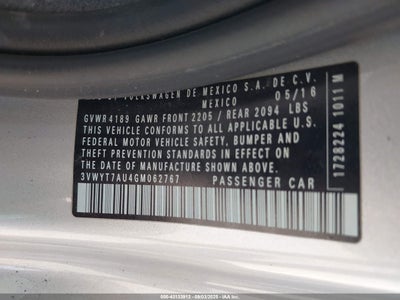 VOLKSWAGEN DE MEXICO S.A. DE C.V.
MEXICO 05/16
GVWR 4189 GAWR FRONT 2205 / REAR 2094 LBS
THIS VEHICLE CONFORMS TO ALL APPLICABLE U.S.
FEDERAL MOTOR VEHICLE SAFETY, BUMPER AND
THEFT PREVENTION STANDARDS IN EFFECT ON
THE DATE OF MANUFACTURE SHOWN ABOVE.
3VWYT7AU4GM062767 PASSENGER CAR
1728224 1011 M